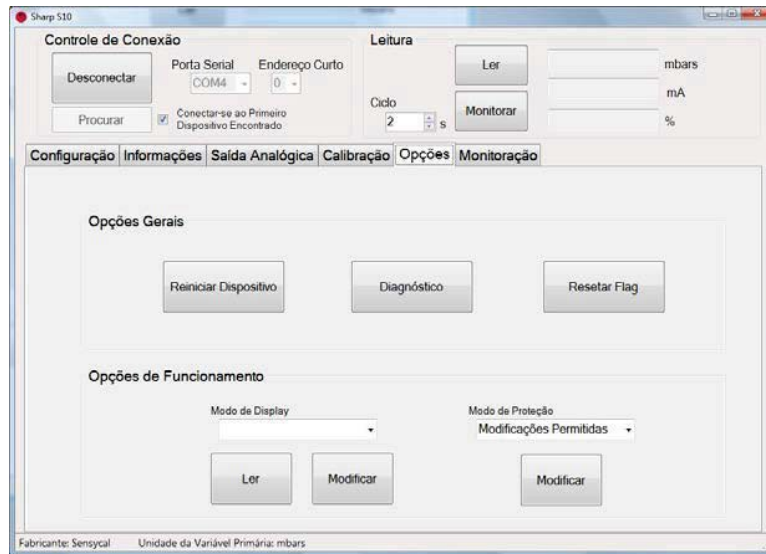 Sharp S10
Controle de Conexão
Desconectar
Porta Serial
COM4
Endereço Curto
0
Procurar
Conectar-se ao Primeiro
Dispositivo Encontrado
Leitura
Ler
mbars
mA
Ciclo
2
s
Monitorar
%
Configuração Informações Saída Analógica Calibração Opções Monitoração
Opções Gerais
Reiniciar Dispositivo
Diagnóstico
Resetar Flag
Opções de Funcionamento
Modo de Display
Modo de Proteção
Modificações Permitidas
Ler
Modificar
Modificar
Fabricante: Sensycal Unidade da Variável Primária: mbars